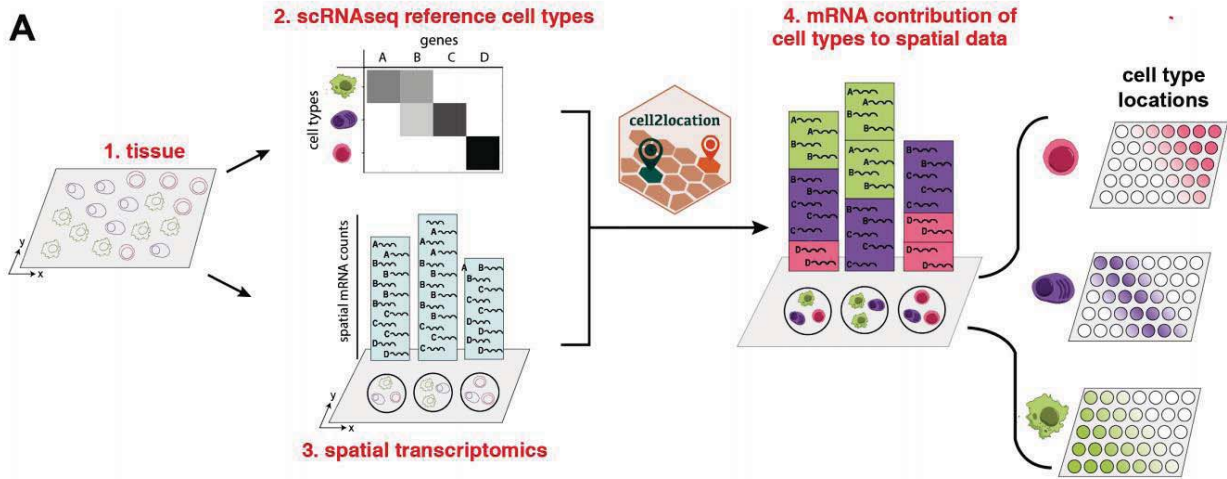 A
2. scRNAseq reference cell types
4. mRNA contribution of
cell types to spatial data
genes
A B C D
cell types
cell2location
cell type
locations
1. tissue
y
x
spatial mRNA counts
A
A
A
B
B
B
B
C
C
D
D
A
A
B
B
B
B
C
C
C
A B
B
C
C
C
D
D
D
y
x
3. spatial transcriptomics
A
A
B
B
B
B
C
C
D
D
A
A
B
B
A
A
B
B
B
B
C
C
C
B
B
C
C
C
D
D
D
D
y
x